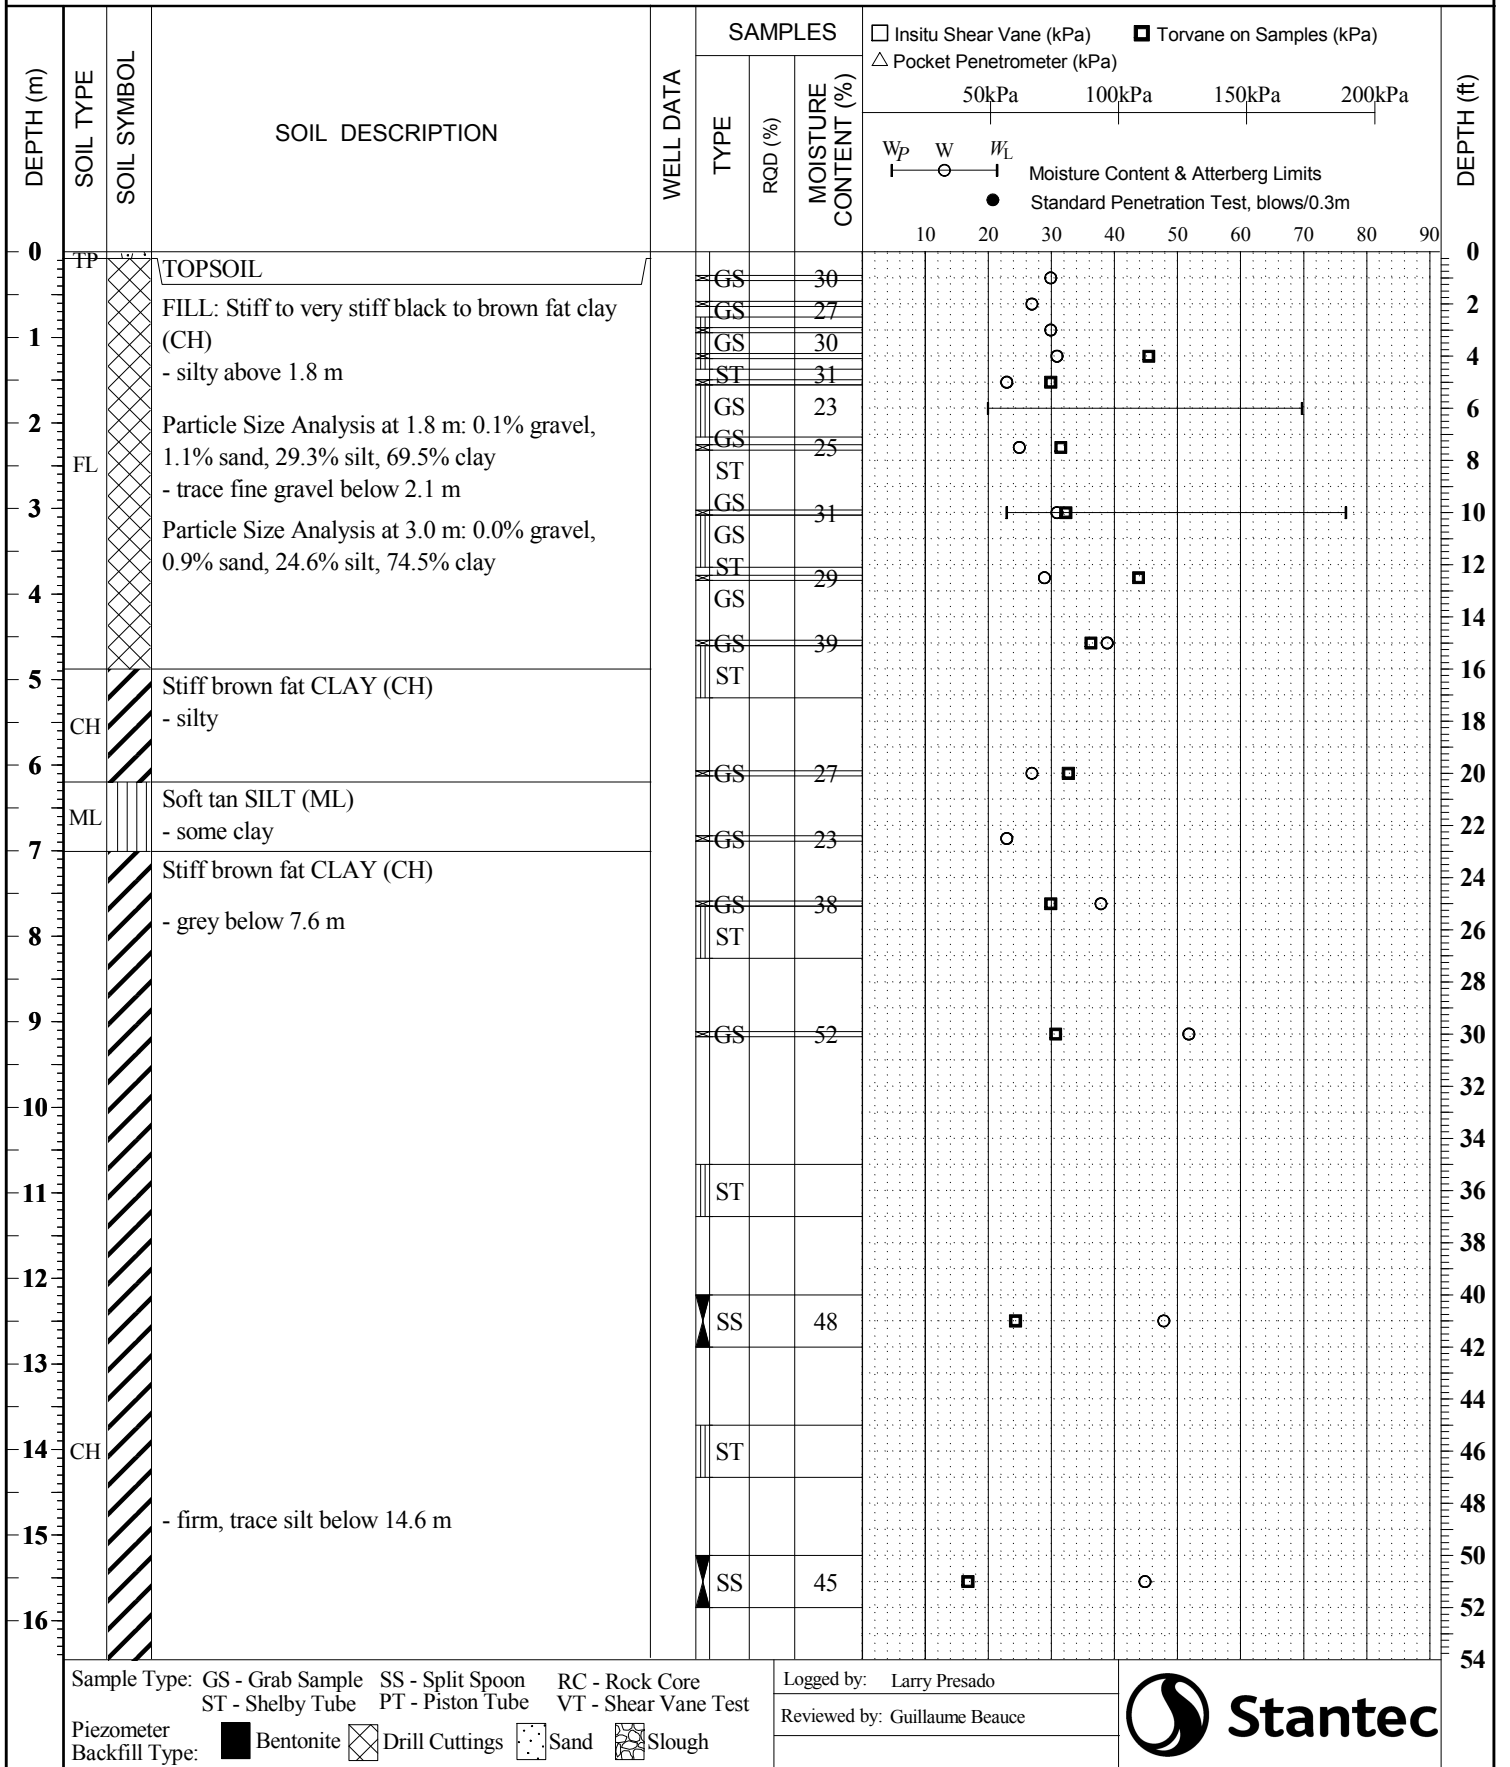 SAMPLES
Insitu Shear Vane (kPa) Torvane on Samples (kPa)
Pocket Penetrometer (kPa)
50kPa 100kPa 150kPa 200kPa
DEPTH (m)
SOIL TYPE
SOIL SYMBOL
SOIL DESCRIPTION
WELL DATA
TYPE
RQD (%)
MOISTURE
CONTENT (%)
DEPTH (ft)
WP W WL
Moisture Content & Atterberg Limits
Standard Penetration Test, blows/0.3m
10 20 30 40 50 60 70 80 90
0 TP 0
TOPSOIL
GS 30
FILL: Stiff to very stiff black to brown fat clay
(CH)
GS 27 2
1 GS 30
4
- silty above 1.8 m
ST 31
GS 23 6
2
Particle Size Analysis at 1.8 m: 0.1% gravel,
1.1% sand, 29.3% silt, 69.5% clay
GS 25
FL ST 8
- trace fine gravel below 2.1 m
3 GS 31 10
Particle Size Analysis at 3.0 m: 0.0% gravel,
0.9% sand, 24.6% silt, 74.5% clay
GS
ST 29 12
4 GS
14
GS 39
5 ST 16
Stiff brown fat CLAY (CH)
- silty
CH 18
6 GS 27 20
Soft tan SILT (ML)
ML
- some clay
GS 23 22
7
Stiff brown fat CLAY (CH)
24
GS 38
- grey below 7.6 m
8 ST 26
28
9 GS 52 30
32
10
34
11 ST 36
38
12
40
SS 48
42
13
44
14 CH ST 46
48
- firm, trace silt below 14.6 m
15
50
SS 45
16 52
54
Sample Type: GS - Grab Sample SS - Split Spoon RC - Rock Core
ST - Shelby Tube PT - Piston Tube VT - Shear Vane Test
Piezometer
Backfill Type: Bentonite Drill Cuttings Sand Slough
Logged by: Larry Presado
Reviewed by: Guillaume Beauce
Stantec